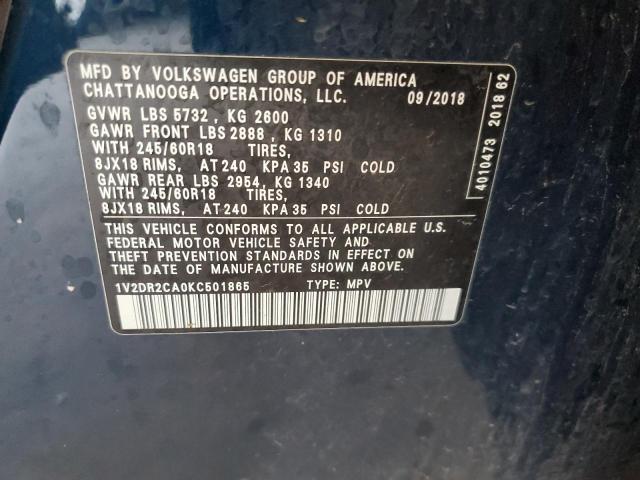 MFD BY VOLKSWAGEN GROUP OF AMERICA
CHATTANOOGA OPERATIONS, LLC. 09/2018
GVWR LBS 5732 , KG 2600
GAWR FRONT LBS 2888 , KG 1310
WITH 245/60R18 TIRES,
8JX18 RIMS, AT 240 KPA 35 PSI COLD
GAWR REAR LBS 2954, KG 1340
WITH 245/60R18 TIRES,
8JX18 RIMS, AT 240 KPA 35 PSI COLD
THIS VEHICLE CONFORMS TO ALL APPLICABLE U.S.
FEDERAL MOTOR VEHICLE SAFETY AND
THEFT PREVENTION STANDARDS IN EFFECT ON
THE DATE OF MANUFACTURE SHOWN ABOVE.
1V2DR2CA0KC501865 TYPE: MPV
4010473 2018 62